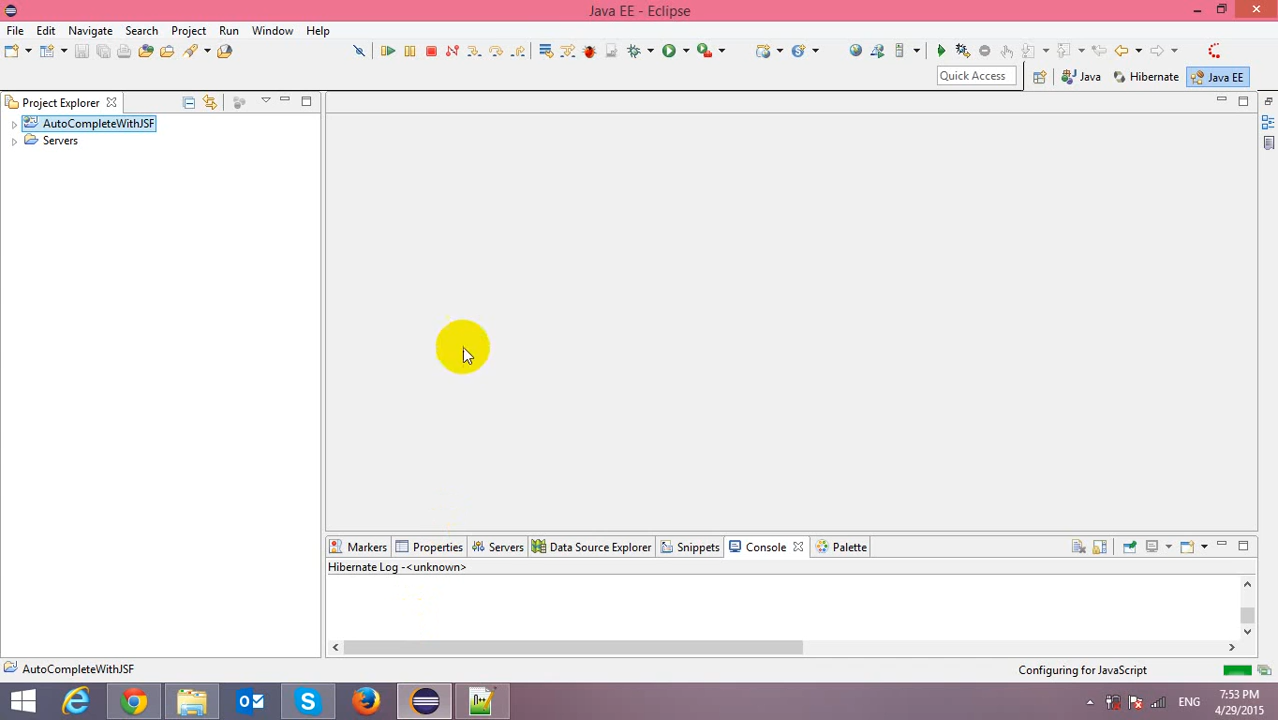 Java EE - Eclipse
File Edit Navigate Search Project Run Window Help
Quick Access Java Hibernate Java EE
Project Explorer
AutoCompleteWithJSF
Servers
Markers Properties Servers Data Source Explorer Snippets Console Palette
Hibernate Log -<unknown>
AutoCompleteWithJSF Configuring for JavaScript
ENG 7:53 PM
4/29/2015